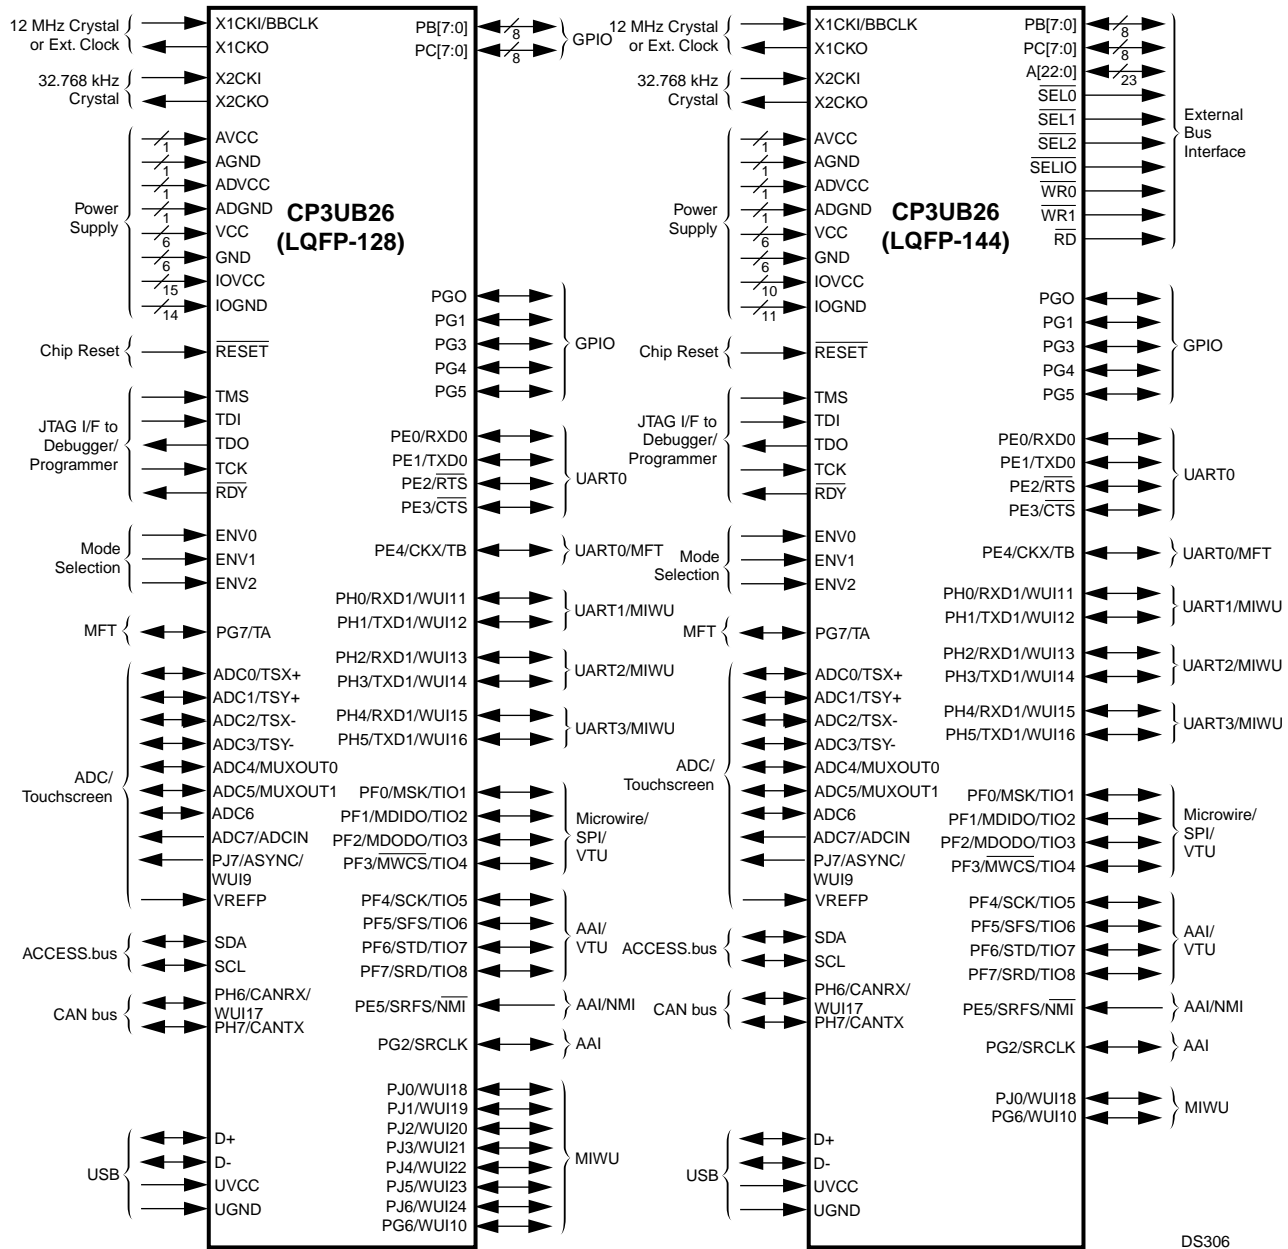 12 MHz Crystal
or Ext. Clock
X1CKI/BBCLK
X1CKO
32.768 kHz
Crystal
X2CKI
X2CKO
Power
Supply
1
AVCC
1
AGND
1
ADVCC
1
ADGND
6
VCC
6
GND
15
IOVCC
14
IOGND
Chip Reset
RESET
JTAG I/F to
Debugger/
Programmer
TMS
TDI
TDO
TCK
RDY
Mode
Selection
ENV0
ENV1
ENV2
MFT
PG7/TA
ADC/
Touchscreen
ADC0/TSX+
ADC1/TSY+
ADC2/TSX-
ADC3/TSY-
ADC4/MUXOUT0
ADC5/MUXOUT1
ADC6
ADC7/ADCIN
PJ7/ASYNC/
WUI9
VREFP
ACCESS.bus
SDA
SCL
CAN bus
PH6/CANRX/
WUI17
PH7/CANTX
USB
D+
D-
UVCC
UGND
CP3UB26
(LQFP-128)
PB[7:0]
8
PC[7:0]
8
GPIO
PGO
PG1
PG3
PG4
PG5
GPIO
PE0/RXD0
PE1/TXD0
PE2/RTS
PE3/CTS
UART0
PE4/CKX/TB
UART0/MFT
PH0/RXD1/WUI11
PH1/TXD1/WUI12
UART1/MIWU
PH2/RXD1/WUI13
PH3/TXD1/WUI14
UART2/MIWU
PH4/RXD1/WUI15
PH5/TXD1/WUI16
UART3/MIWU
PF0/MSK/TIO1
PF1/MDIDO/TIO2
PF2/MDODO/TIO3
PF3/MWCS/TIO4
Microwire/
SPI/
VTU
PF4/SCK/TIO5
PF5/SFS/TIO6
PF6/STD/TIO7
PF7/SRD/TIO8
AAI/
VTU
PE5/SRFS/NMI
AAI/NMI
PG2/SRCLK
AAI
PJ0/WUI18
PJ1/WUI19
PJ2/WUI20
PJ3/WUI21
PJ4/WUI22
PJ5/WUI23
PJ6/WUI24
PG6/WUI10
MIWU
12 MHz Crystal
or Ext. Clock
X1CKI/BBCLK
X1CKO
32.768 kHz
Crystal
X2CKI
X2CKO
Power
Supply
1
AVCC
1
AGND
1
ADVCC
1
ADGND
6
VCC
6
GND
10
IOVCC
11
IOGND
Chip Reset
RESET
JTAG I/F to
Debugger/
Programmer
TMS
TDI
TDO
TCK
RDY
Mode
Selection
ENV0
ENV1
ENV2
MFT
PG7/TA
ADC/
Touchscreen
ADC0/TSX+
ADC1/TSY+
ADC2/TSX-
ADC3/TSY-
ADC4/MUXOUT0
ADC5/MUXOUT1
ADC6
ADC7/ADCIN
PJ7/ASYNC/
WUI9
VREFP
ACCESS.bus
SDA
SCL
CAN bus
PH6/CANRX/
WUI17
PH7/CANTX
USB
D+
D-
UVCC
UGND
CP3UB26
(LQFP-144)
PB[7:0]
8
PC[7:0]
8
A[22:0]
23
SEL0
SEL1
SEL2
SELIO
WR0
WR1
RD
External
Bus
Interface
PGO
PG1
PG3
PG4
PG5
GPIO
PE0/RXD0
PE1/TXD0
PE2/RTS
PE3/CTS
UART0
PE4/CKX/TB
UART0/MFT
PH0/RXD1/WUI11
PH1/TXD1/WUI12
UART1/MIWU
PH2/RXD1/WUI13
PH3/TXD1/WUI14
UART2/MIWU
PH4/RXD1/WUI15
PH5/TXD1/WUI16
UART3/MIWU
PF0/MSK/TIO1
PF1/MDIDO/TIO2
PF2/MDODO/TIO3
PF3/MWCS/TIO4
Microwire/
SPI/
VTU
PF4/SCK/TIO5
PF5/SFS/TIO6
PF6/STD/TIO7
PF7/SRD/TIO8
AAI/
VTU
PE5/SRFS/NMI
AAI/NMI
PG2/SRCLK
AAI
PJ0/WUI18
PG6/WUI10
MIWU
DS306